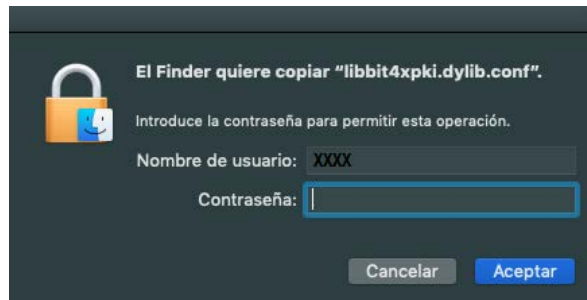 El Finder quiere copiar “libbit4xpki.dylib.conf”.
Introduce la contraseña para permitir esta operación.
Nombre de usuario: XXXX
Contraseña:
Cancelar Aceptar